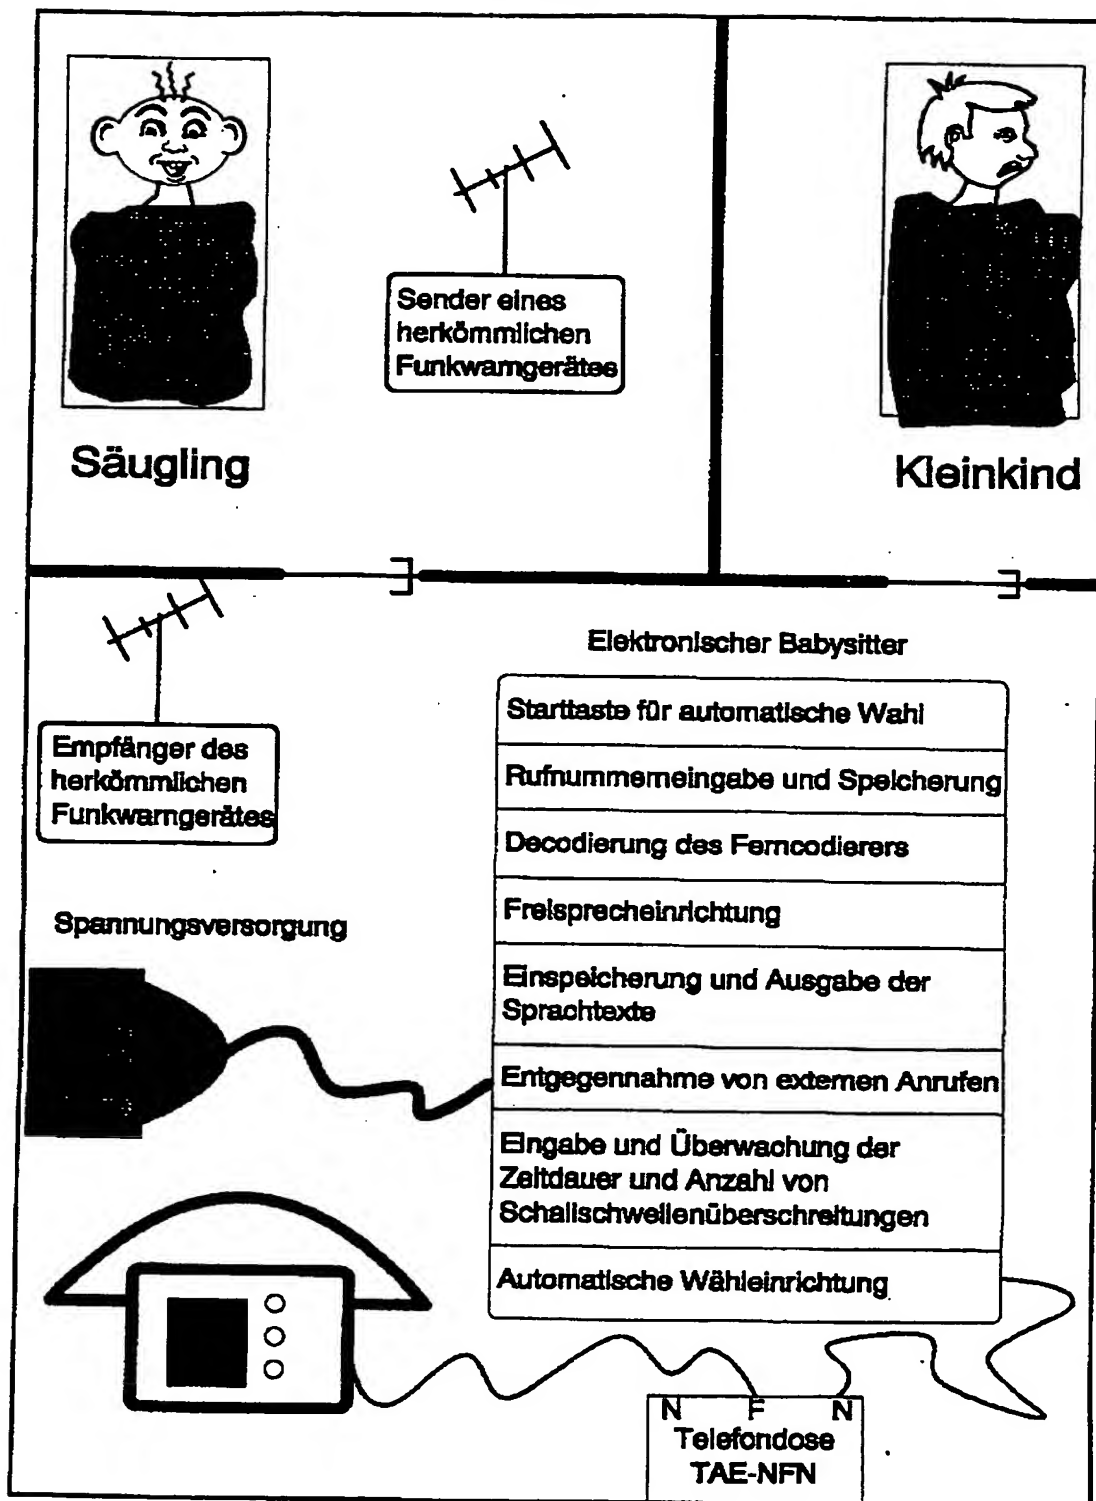 Sender eines
herkömmlichen
Funkwarngerätes
Säugling
Kleinkind
Elektronischer Babysitter
Empfänger des
herkömmlichen
Funkwarngerätes
Starttaste für automatische Wahl
Rufnummerneingabe und Speicherung
Decodierung des Ferncodierers
Freisprecheinrichtung
Einspeicherung und Ausgabe der
Sprachtexte
Entgegennahme von externen Anrufen
Eingabe und Überwachung der
Zeitdauer und Anzahl von
Schallschwellenüberschreitungen
Automatische Wähleinrichtung
Spannungsversorgung
N F N
Telefondose
TAE-NFN